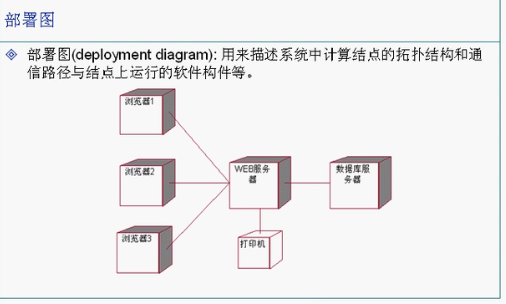 部署图
部署图(deployment diagram): 用来描述系统中计算结点的拓扑结构和通
信路径与结点上运行的软件构件等。
浏览器1
浏览器2
WEB服务
器
数据库服
务器
浏览器3
打印机